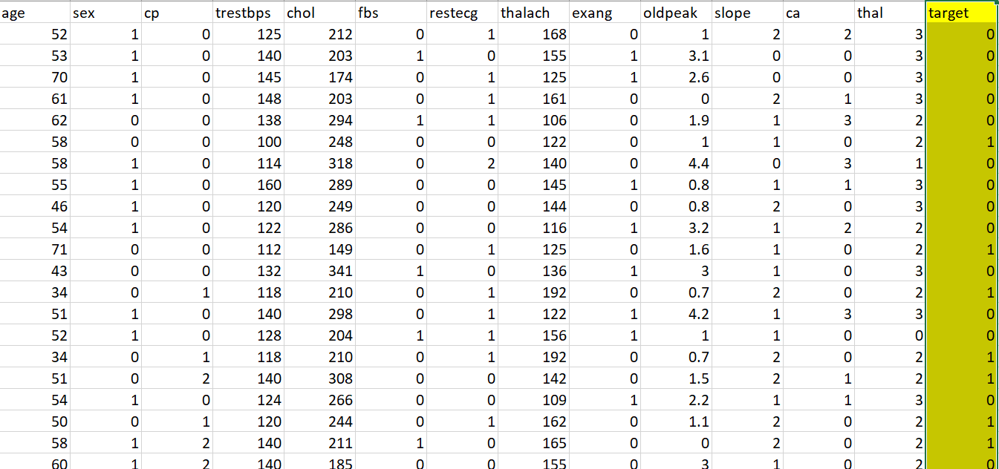 age sex cp trestbps chol fbs restecg thalach exang oldpeak slope ca thal target
52 1 0 125 212 0 1 168 0 1 2 2 3 0
53 1 0 140 203 1 0 155 1 3.1 0 0 3 0
70 1 0 145 174 0 1 125 1 2.6 0 0 3 0
61 1 0 148 203 0 1 161 0 0 2 1 3 0
62 0 0 138 294 1 1 106 0 1.9 1 3 2 0
58 0 0 100 248 0 0 122 0 1 1 0 2 1
58 1 0 114 318 0 2 140 0 4.4 0 3 1 0
55 1 0 160 289 0 0 145 1 0.8 1 1 3 0
46 1 0 120 249 0 0 144 0 0.8 2 0 3 0
54 1 0 122 286 0 0 116 1 3.2 1 2 2 0
71 0 0 112 149 0 1 125 0 1.6 1 0 2 1
43 0 0 132 341 1 0 136 1 3 1 0 3 0
34 0 1 118 210 0 1 192 0 0.7 2 0 2 1
51 1 0 140 298 0 1 122 1 4.2 1 3 3 0
52 1 0 128 204 1 1 156 1 1 1 0 0 0
34 0 1 118 210 0 1 192 0 0.7 2 0 2 1
51 0 2 140 308 0 0 142 0 1.5 2 1 2 1
54 1 0 124 266 0 0 109 1 2.2 1 1 3 0
50 0 1 120 244 0 1 162 0 1.1 2 0 2 1
58 1 2 140 211 1 0 165 0 0 2 0 2 1
60 1 2 140 185 0 0 155 0 3 1 0 2 0